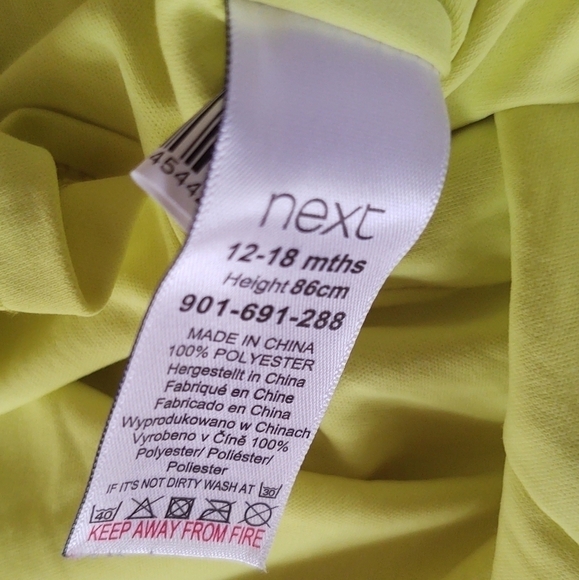 4544
next
12-18 mths
Height 86cm
901-691-288
MADE IN CHINA
100% POLYESTER
Hergestellt in China
Fabriqué en Chine
Fabricado en China
Wyprodukowano w Chinach
Vyrobeno v Číně 100%
Polyester/ Poliéster/
Poliester
IF IT'S NOT DIRTY WASH AT 30
40
KEEP AWAY FROM FIRE